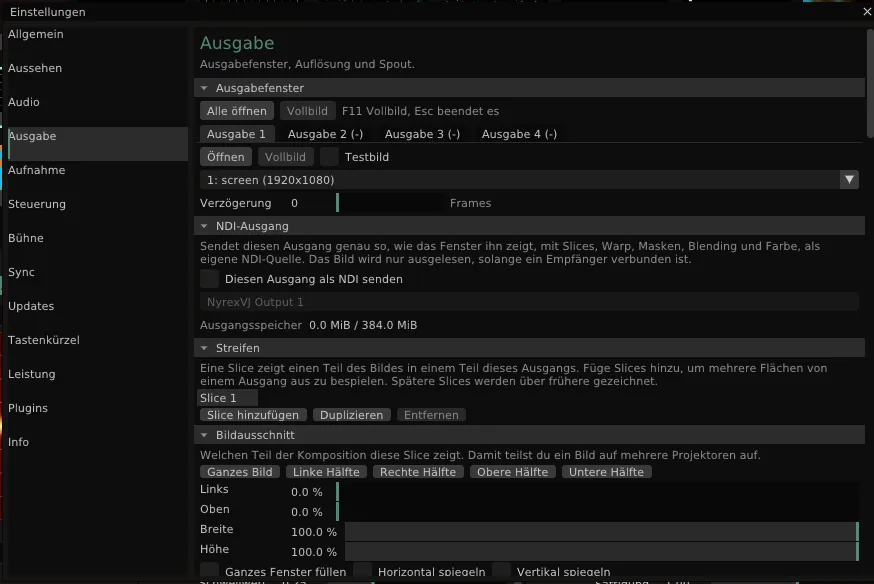 Einstellungen
Allgemein
Aussehen
Audio
Ausgabe
Aufnahme
Steuerung
Bühne
Sync
Updates
Tastenkürzel
Leistung
Plugins
Info
Ausgabe
Ausgabefenster, Auflösung und Spout.
Ausgabefenster
Alle öffnen Vollbild F11 Vollbild, Esc beendet es
Ausgabe 1 Ausgabe 2 (-) Ausgabe 3 (-) Ausgabe 4 (-)
Öffnen Vollbild Testbild
1: screen (1920x1080)
Verzögerung 0 Frames
NDI-Ausgang
Sendet diesen Ausgang genau so, wie das Fenster ihn zeigt, mit Slices, Warp, Masken, Blending und Farbe, als
eigene NDI-Quelle. Das Bild wird nur ausgelesen, solange ein Empfänger verbunden ist.
Diesen Ausgang als NDI senden
NyrexVJ Output 1
Ausgangsspeicher 0.0 MiB / 384.0 MiB
Streifen
Eine Slice zeigt einen Teil des Bildes in einem Teil dieses Ausgangs. Füge Slices hinzu, um mehrere Flächen von
einem Ausgang aus zu bespielen. Spätere Slices werden über frühere gezeichnet.
Slice 1
Slice hinzufügen Duplizieren Entfernen
Bildausschnitt
Welchen Teil der Komposition diese Slice zeigt. Damit teilst du ein Bild auf mehrere Projektoren auf.
Ganzes Bild Linke Hälfte Rechte Hälfte Obere Hälfte Untere Hälfte
Links 0.0 %
Oben 0.0 %
Breite 100.0 %
Höhe 100.0 %
Ganzes Fenster füllen Horizontal spiegeln Vertikal spiegeln